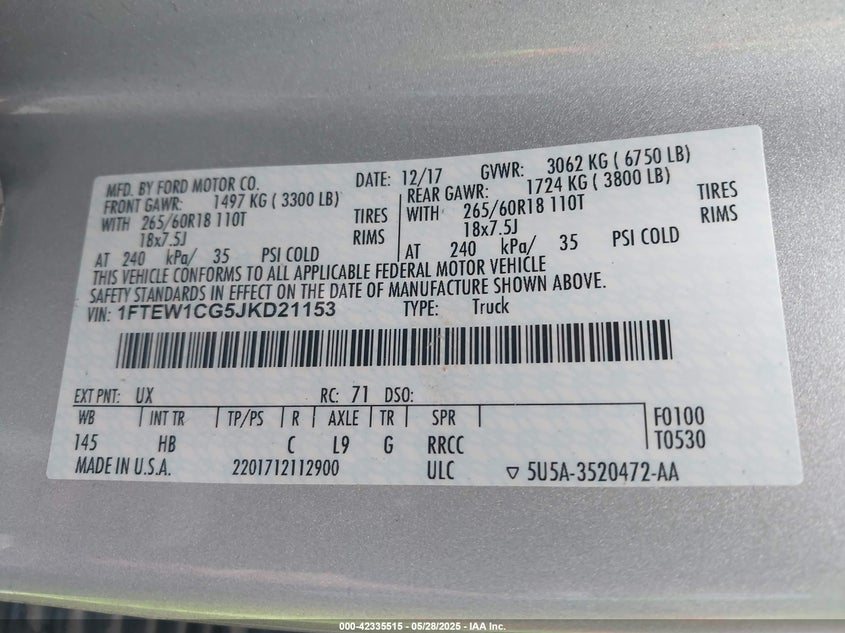 MFD. BY FORD MOTOR CO. DATE: 12/17 GVWR: 3062 KG ( 6750 LB)
FRONT GAWR: 1497 KG ( 3300 LB) REAR GAWR: 1724 KG ( 3800 LB)
WITH 265/60R18 110T TIRES WITH 265/60R18 110T TIRES
18x7.5J RIMS 18x7.5J RIMS
AT 240 kPa/ 35 PSI COLD AT 240 kPa/ 35 PSI COLD
THIS VEHICLE CONFORMS TO ALL APPLICABLE FEDERAL MOTOR VEHICLE
SAFETY STANDARDS IN EFFECT ON THE DATE OF MANUFACTURE SHOWN ABOVE.
VIN: 1FTEW1CG5JKD21153 TYPE: Truck
EXT PNT: UX RC: 71 DSO:
WB INT TR TP/PS R AXLE TR SPR F0100
145 HB C L9 G RRCC T0530
MADE IN U.S.A. 2201712112900 ULC ▽ 5U5A-3520472-AA
000-42335515 - 05/28/2025 - IAA Inc.